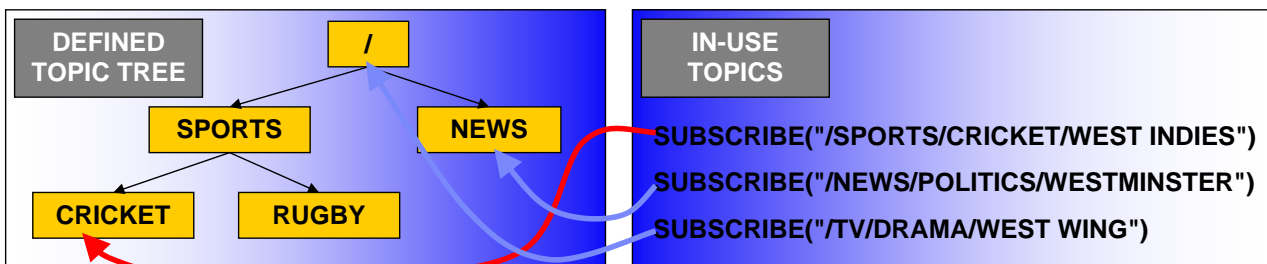 DEFINED
TOPIC TREE
/
SPORTS
NEWS
CRICKET
RUGBY
IN-USE
TOPICS
SUBSCRIBE("/SPORTS/CRICKET/WEST INDIES")
SUBSCRIBE("/NEWS/POLITICS/WESTMINSTER")
SUBSCRIBE("/TV/DRAMA/WEST WING")